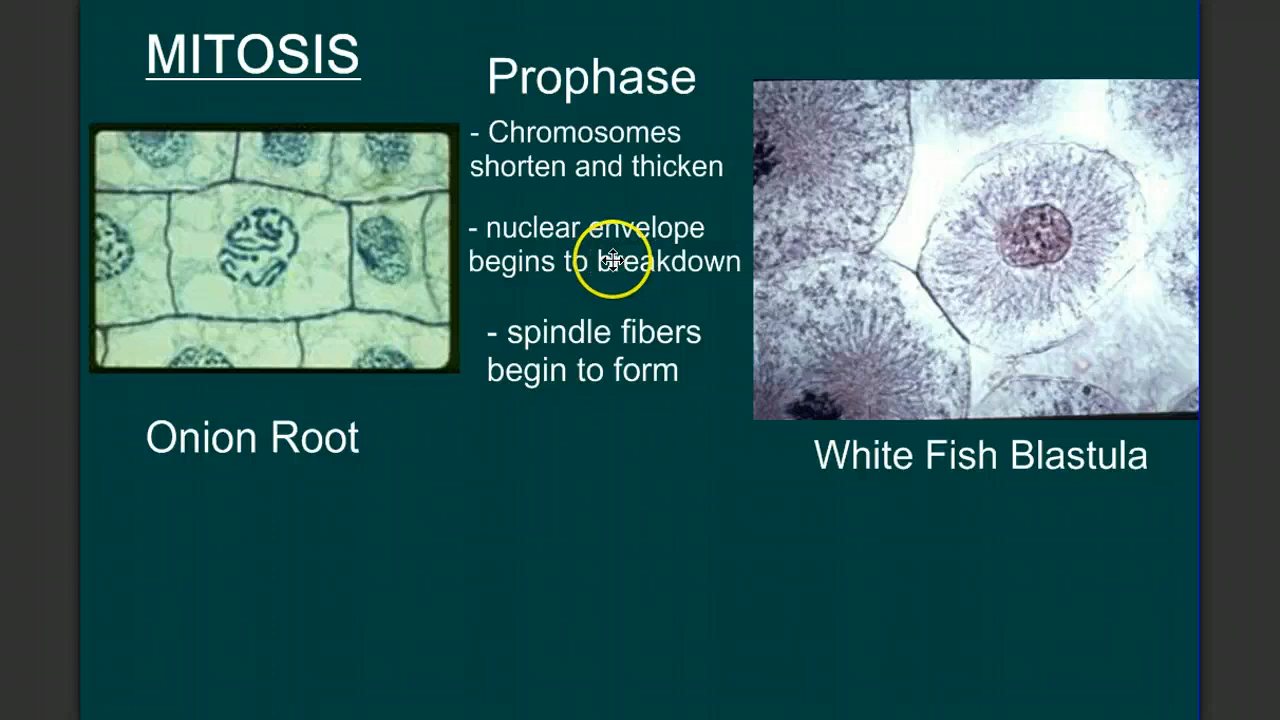 MITOSIS
Prophase
- Chromosomes
shorten and thicken
- nuclear envelope
begins to breakdown
- spindle fibers
begin to form
Onion Root
White Fish Blastula